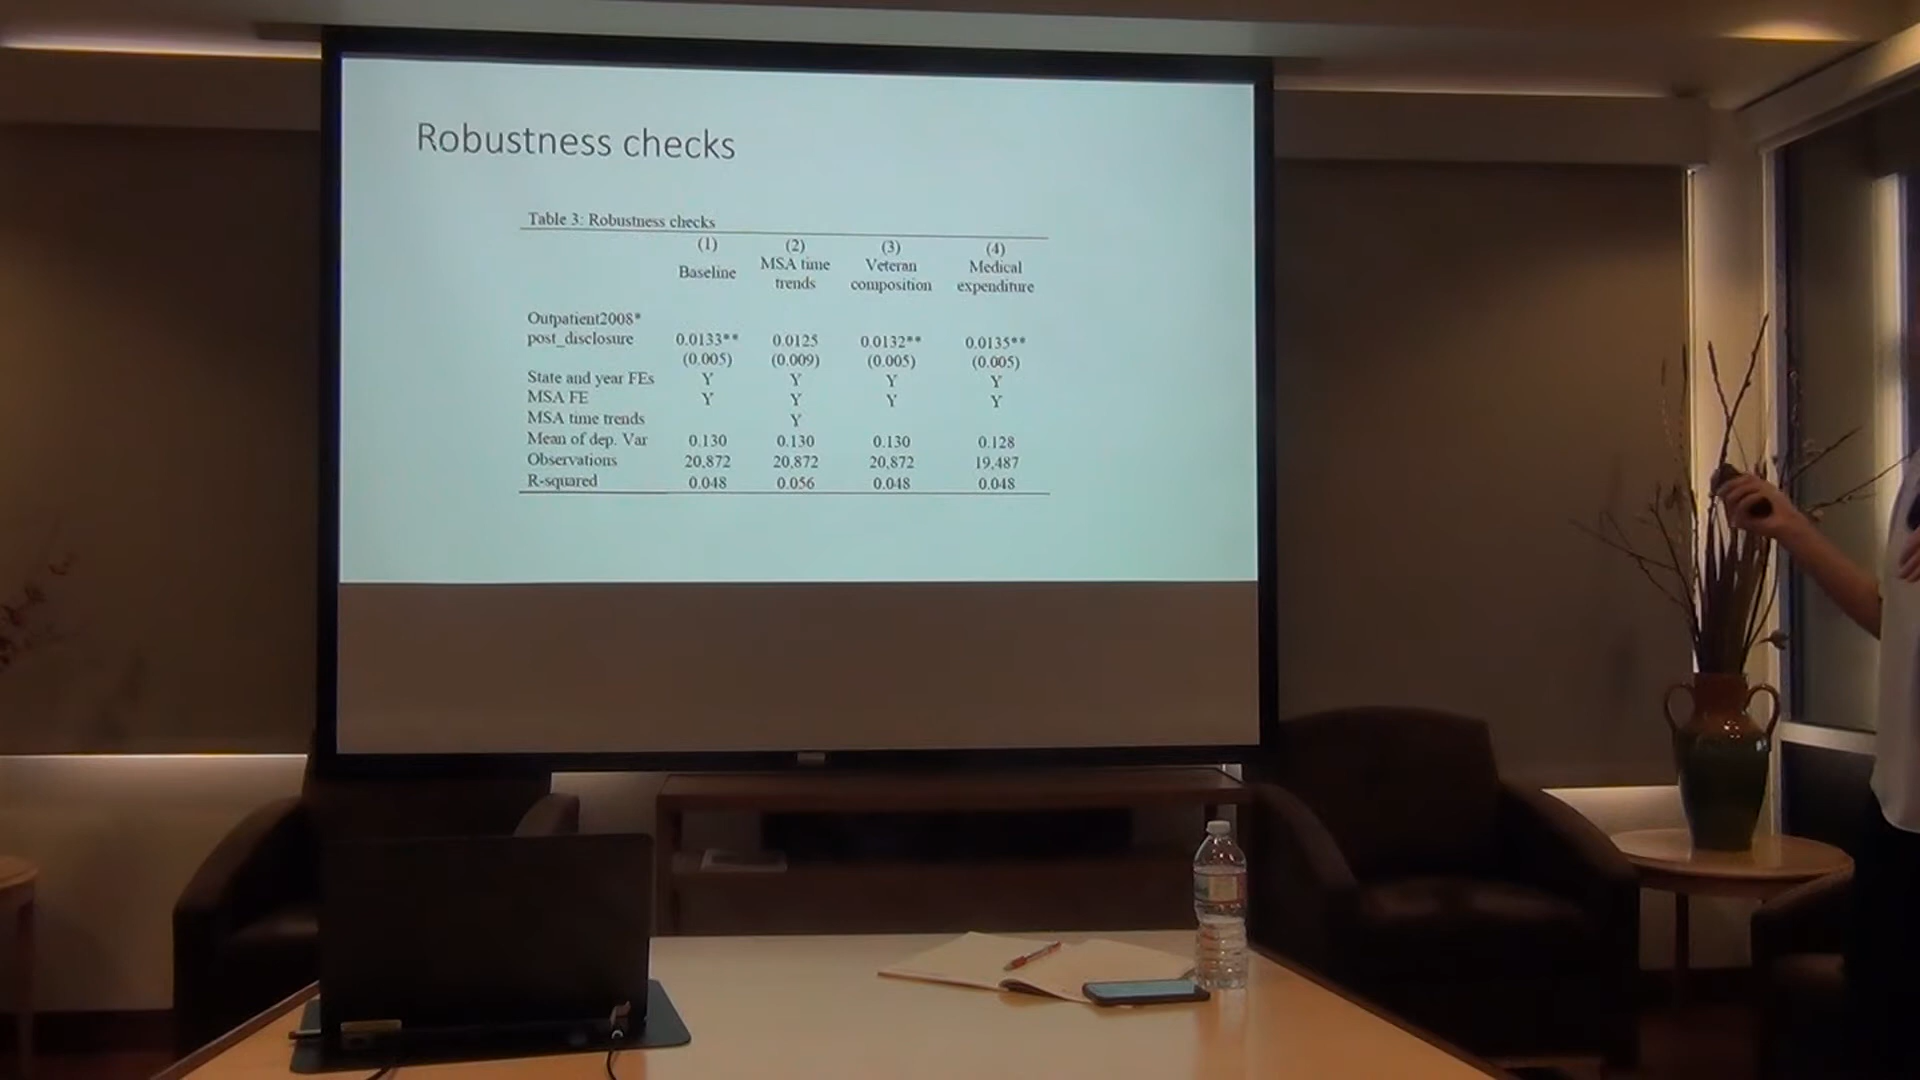 Robustness checks
Table 3: Robustness checks
(1) (2) (3) (4)
Baseline MSA time trends Veteran composition Medical expenditure
Outpatient2008*
post_disclosure 0.0133** 0.0125 0.0132** 0.0135**
(0.005) (0.009) (0.005) (0.005)
State and year FEs Y Y Y Y
MSA FE Y Y Y Y
MSA time trends Y
Mean of dep. Var 0.130 0.130 0.130 0.128
Observations 20,872 20,872 20,872 19,487
R-squared 0.048 0.056 0.048 0.048